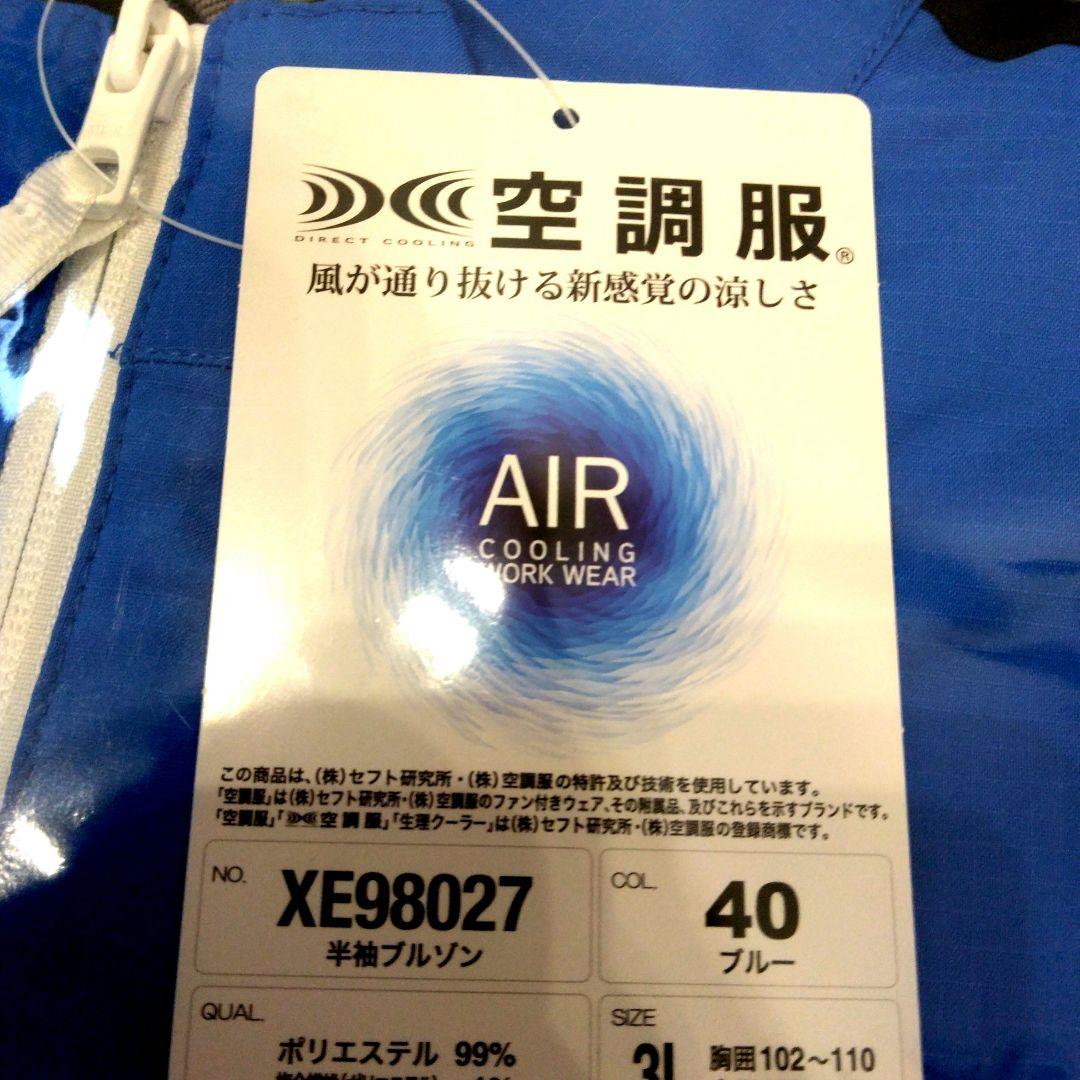 空調服®
DIRECT COOLING
風が通り抜ける新感覚の涼しさ
AIR
COOLING
WORK WEAR
この商品は、(株)セフト研究所・(株)空調服の特許及び技術を使用しています。
「空調服」は(株)セフト研究所・(株)空調服のファン付きウェア、その附属品、及びこれらを示すブランドです。
「空調服」「空調服」「生理クーラー」は(株)セフト研究所・(株)空調服の登録商標です。
NO. XE98027
半袖ブルゾン
COL. 40
ブルー
QUAL.
ポリエステル 99%
SIZE
3L 胸囲102～110